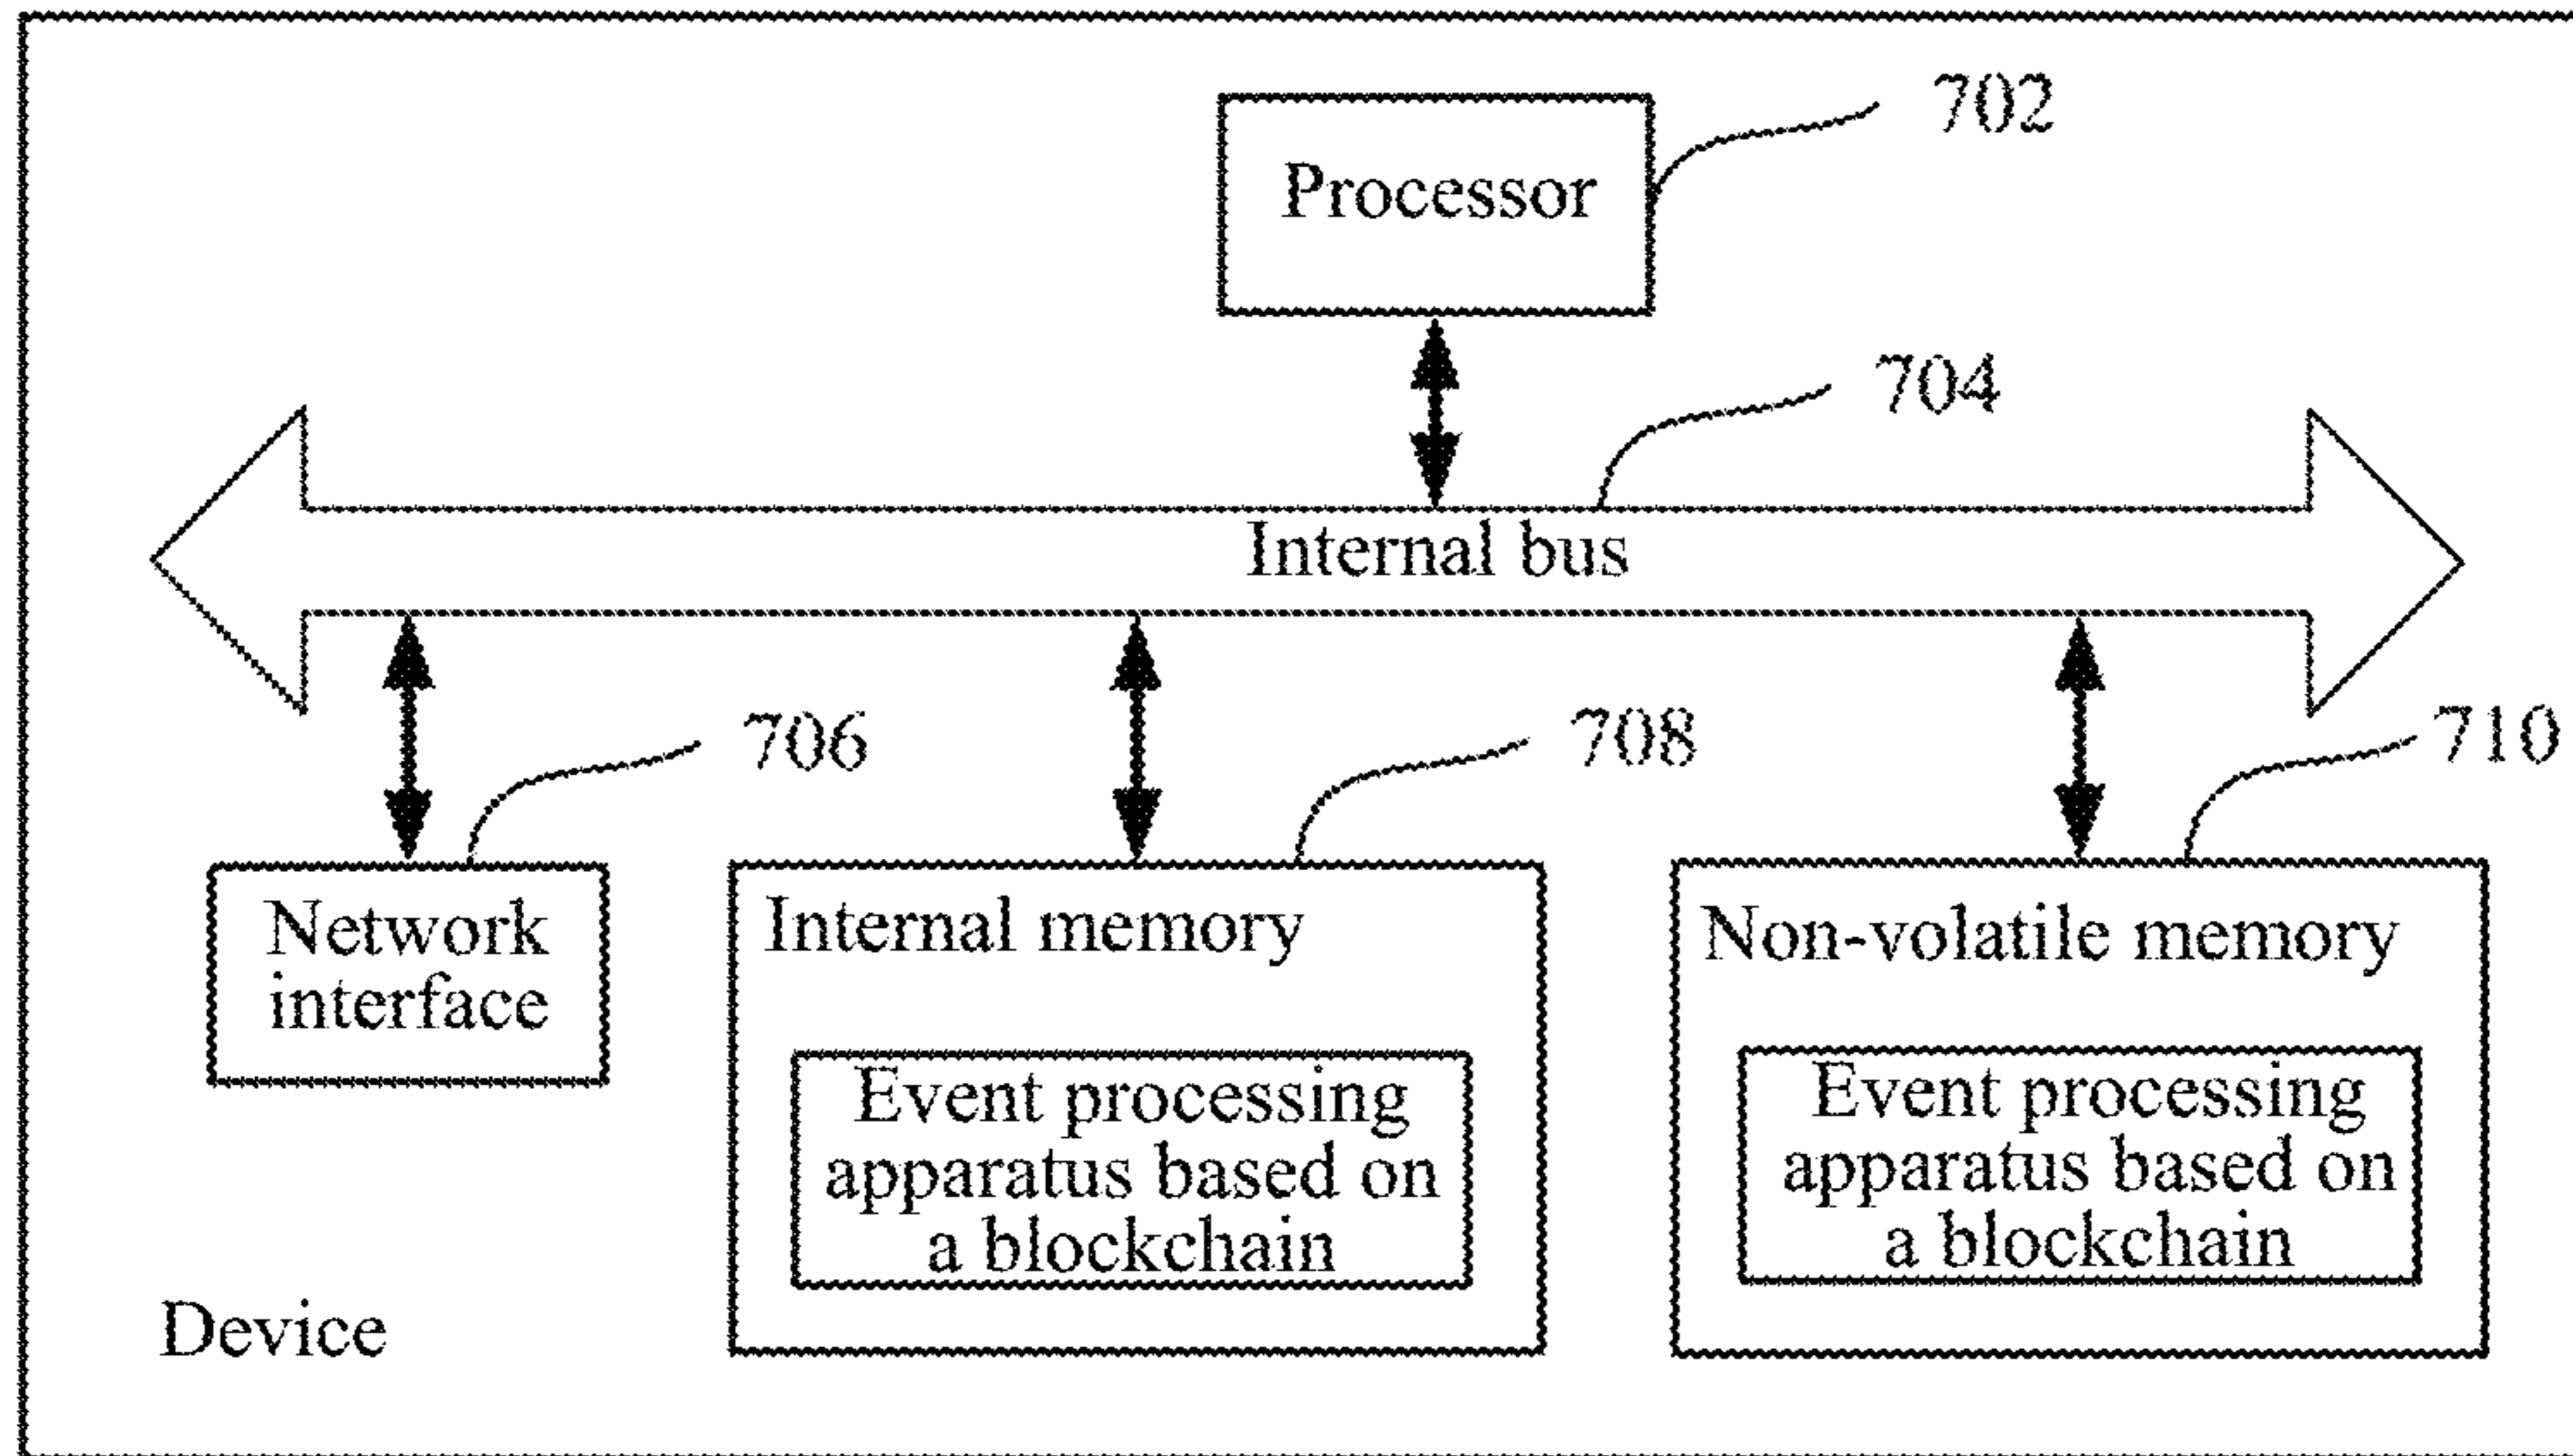 702
Processor
704
Internal bus
706
708
710
Network
interface
Internal memory
Event processing
apparatus based on
a blockchain
Non-volatile memory
Event processing
apparatus based on
a blockchain
Device